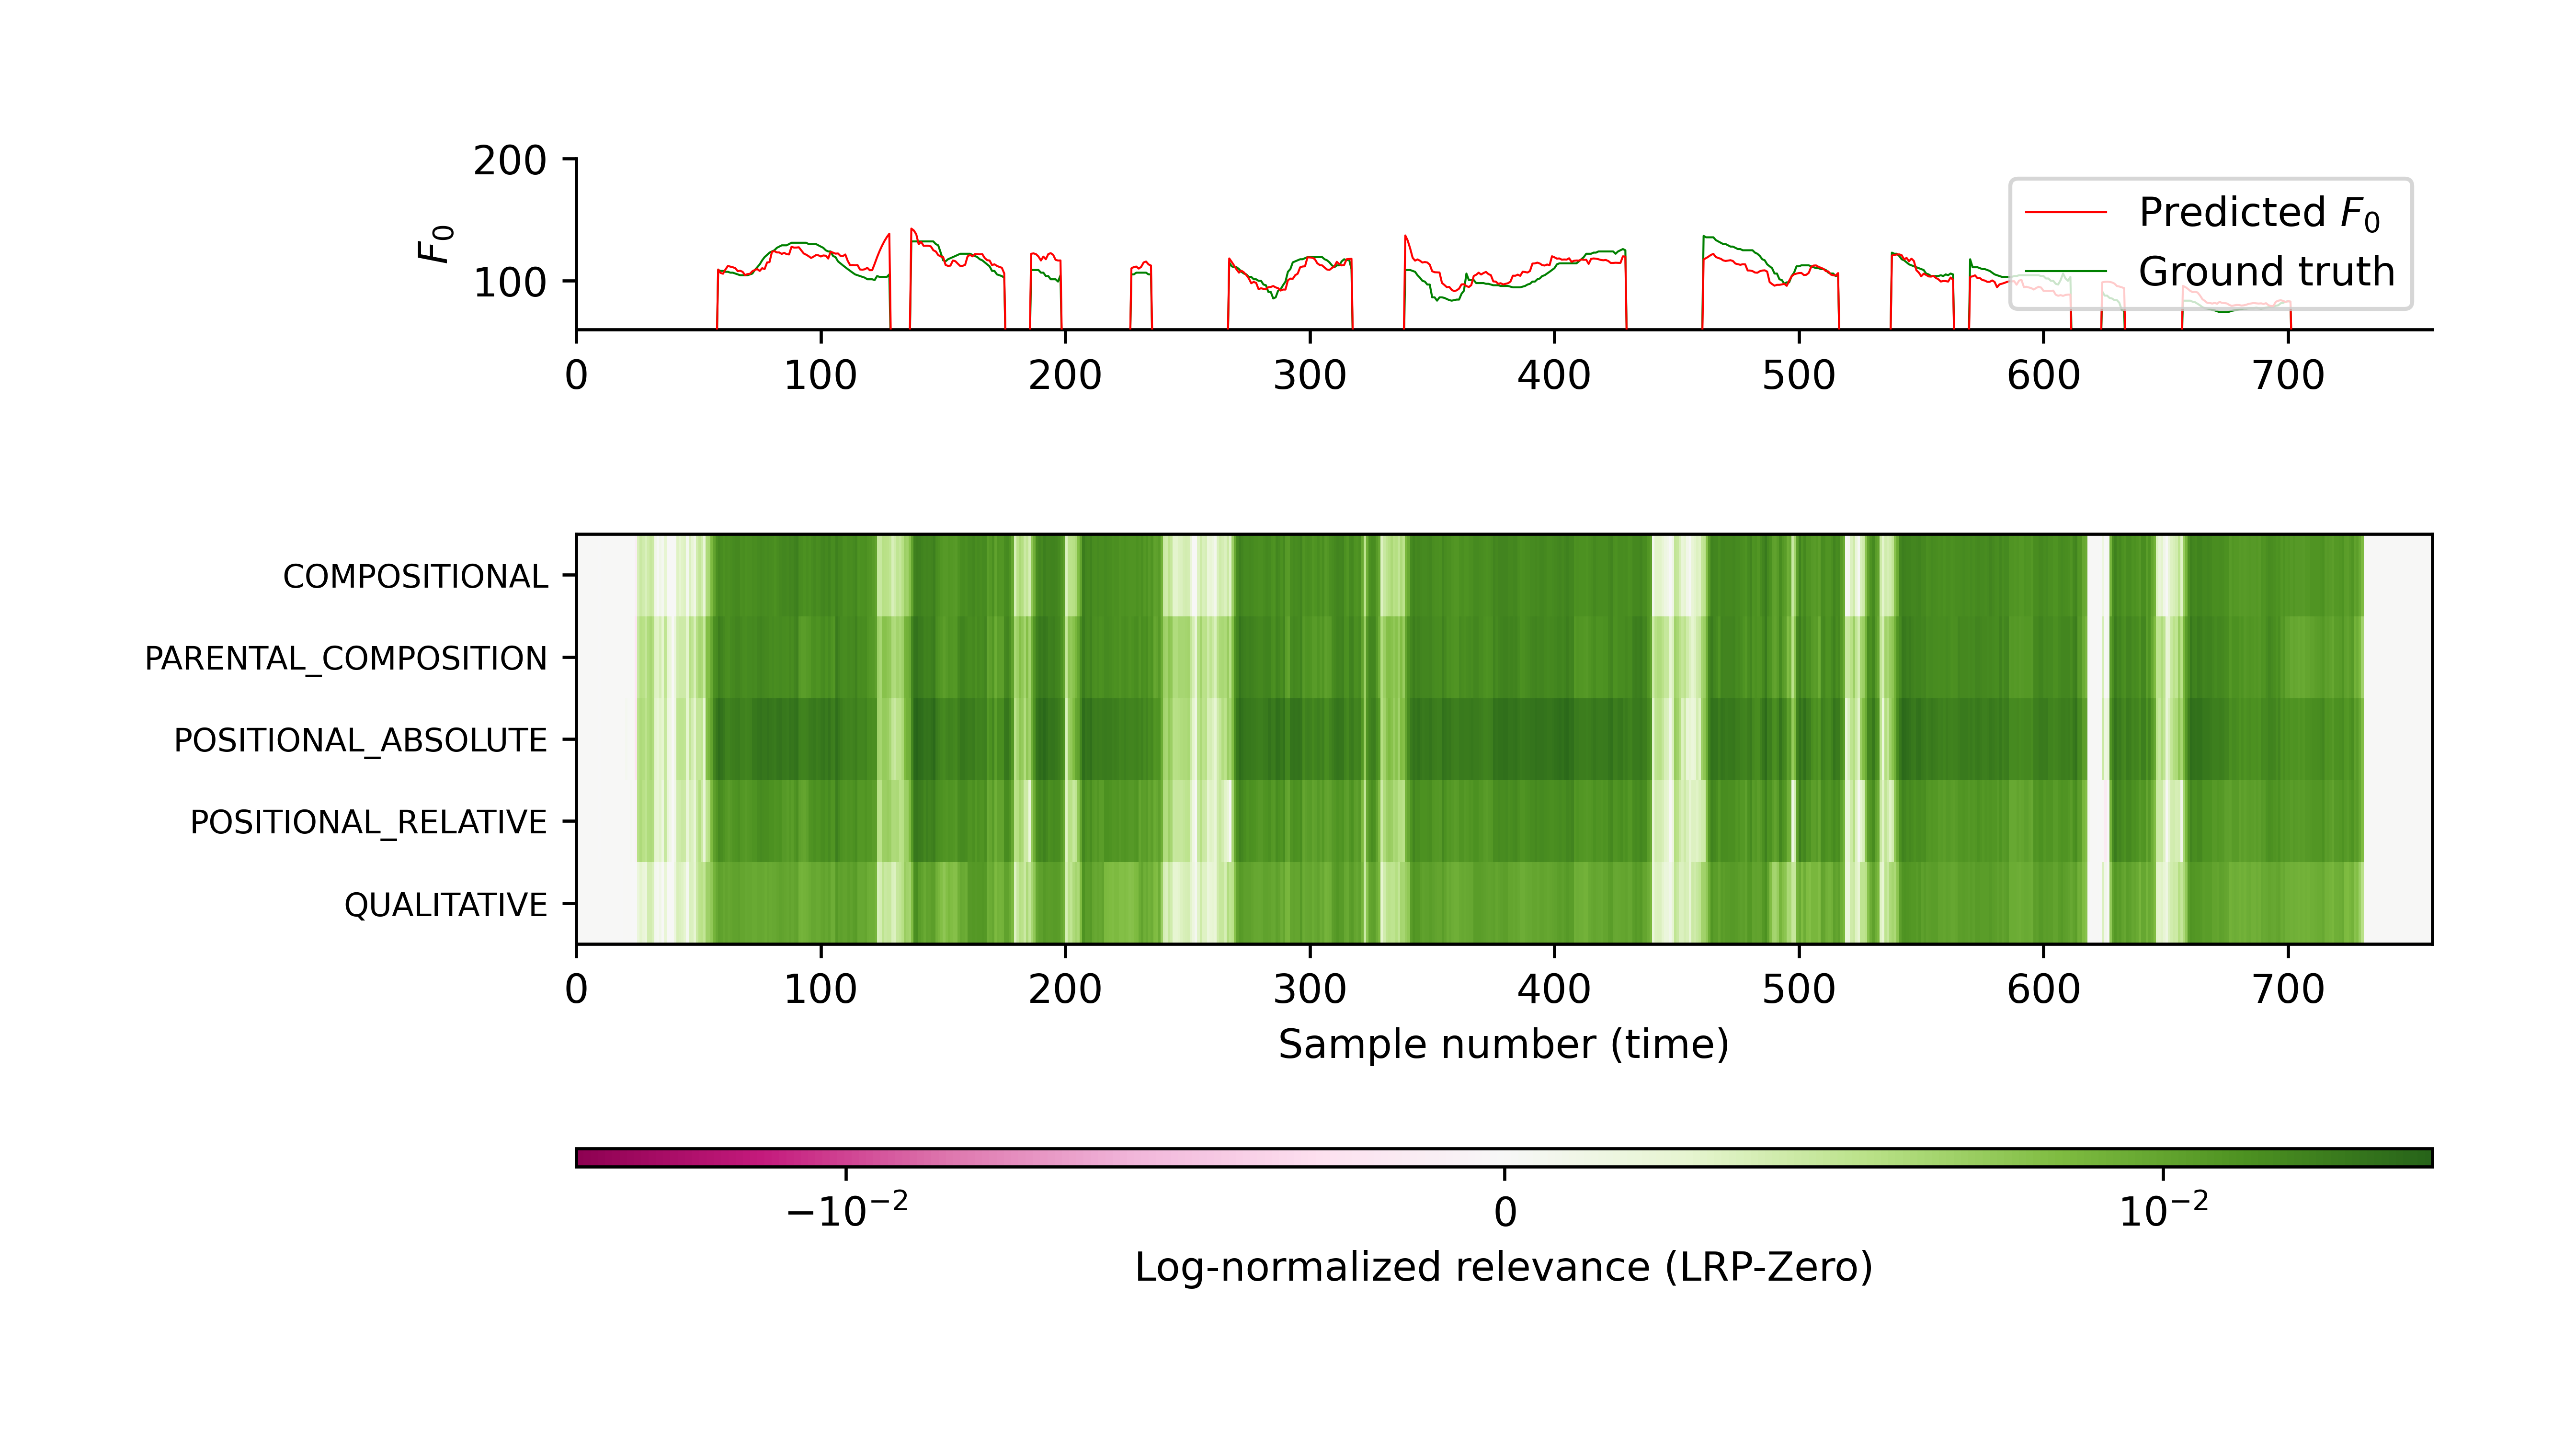 200
100
F₀
Predicted F₀
Ground truth
0 100 200 300 400 500 600 700
COMPOSITIONAL
PARENTAL_COMPOSITION
POSITIONAL_ABSOLUTE
POSITIONAL_RELATIVE
QUALITATIVE
0 100 200 300 400 500 600 700
Sample number (time)
−10⁻² 0 10⁻²
Log-normalized relevance (LRP-Zero)